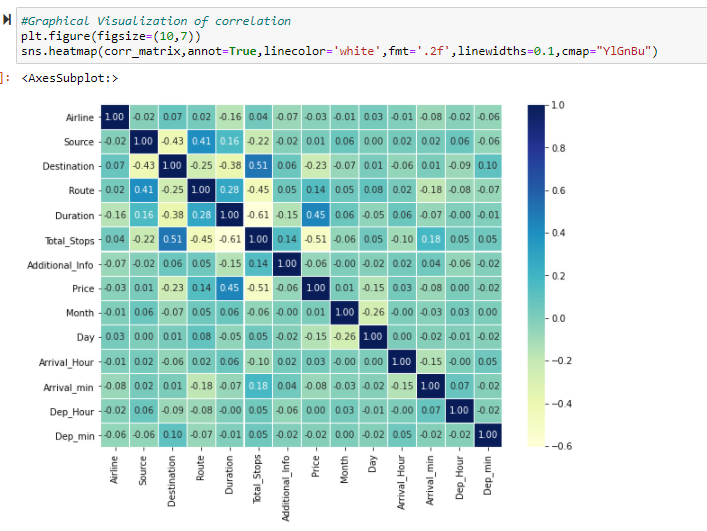 #Graphical Visualization of correlation
plt.figure(figsize=(10,7))
sns.heatmap(corr_matrix,annot=True,linecolor='white',fmt='.2f',linewidths=0.1,cmap="YlGnBu")
]: <AxesSubplot:>
Airline 1.00 -0.02 0.07 0.02 -0.16 0.04 -0.07 -0.03 -0.01 0.03 -0.01 -0.08 -0.02 -0.06
Source -0.02 1.00 -0.43 0.41 0.16 -0.22 -0.02 0.01 0.06 0.00 0.02 0.02 0.06 -0.06
Destination 0.07 -0.43 1.00 -0.25 -0.38 0.51 0.06 -0.23 -0.07 0.01 -0.06 0.01 -0.09 0.10
Route 0.02 0.41 -0.25 1.00 0.28 -0.45 0.05 0.14 0.05 0.08 0.02 -0.18 -0.08 -0.07
Duration -0.16 0.16 -0.38 0.28 1.00 -0.61 -0.15 0.45 0.06 -0.05 0.06 -0.07 -0.00 -0.01
Total_Stops 0.04 -0.22 0.51 -0.45 -0.61 1.00 0.14 -0.51 -0.06 0.05 -0.10 0.18 0.05 0.05
Additional_Info -0.07 -0.02 0.06 0.05 -0.15 0.14 1.00 -0.06 -0.00 -0.02 0.02 0.04 -0.06 -0.02
Price -0.03 0.01 -0.23 0.14 0.45 -0.51 -0.06 1.00 0.01 -0.15 0.03 -0.08 0.00 -0.02
Month -0.01 0.06 -0.07 0.05 0.06 -0.06 -0.00 0.01 1.00 -0.26 -0.00 -0.03 0.03 0.00
Day 0.03 0.00 0.01 0.08 -0.05 0.05 -0.02 -0.15 -0.26 1.00 0.00 -0.02 -0.01 -0.02
Arrival_Hour -0.01 0.02 -0.06 0.02 0.06 -0.10 0.02 0.03 -0.00 0.00 1.00 -0.15 -0.00 0.05
Arrival_min -0.08 0.02 0.01 -0.18 -0.07 0.18 0.04 -0.08 -0.03 -0.02 -0.15 1.00 0.07 -0.02
Dep_Hour -0.02 0.06 -0.09 -0.08 -0.00 0.05 -0.06 0.00 0.03 -0.01 -0.00 0.07 1.00 -0.02
Dep_min -0.06 -0.06 0.10 -0.07 -0.01 0.05 -0.02 -0.02 0.00 -0.02 0.05 -0.02 -0.02 1.00
Airline
Source
Destination
Route
Duration
Total_Stops
Additional_Info
Price
Month
Day
Arrival_Hour
Arrival_min
Dep_Hour
Dep_min
1.0
0.8
0.6
0.4
0.2
0.0
-0.2
-0.4
-0.6